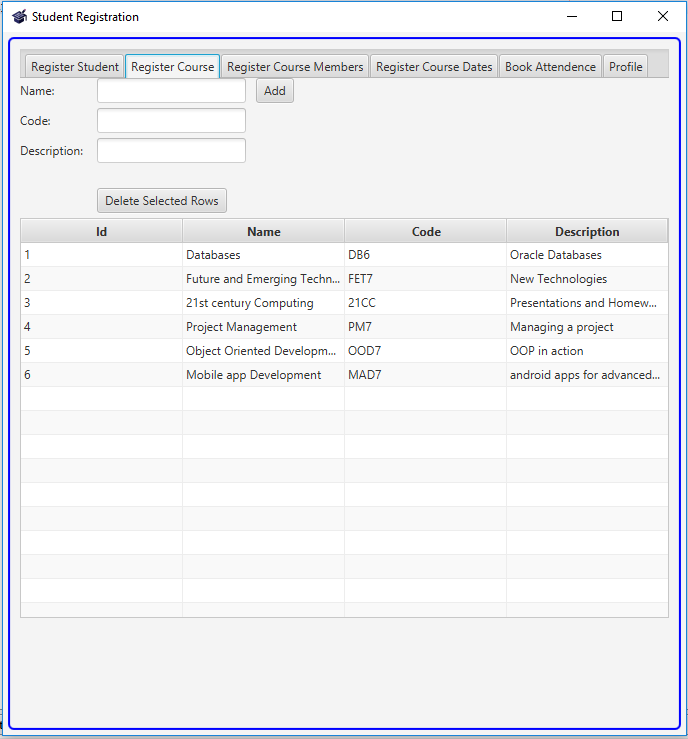 Student Registration
Register Student Register Course Register Course Members Register Course Dates Book Attendence Profile
Name: Add
Code:
Description:
Delete Selected Rows
Id Name Code Description
1 Databases DB6 Oracle Databases
2 Future and Emerging Techn... FET7 New Technologies
3 21st century Computing 21CC Presentations and Homew...
4 Project Management PM7 Managing a project
5 Object Oriented Developm... OOD7 OOP in action
6 Mobile app Development MAD7 android apps for advanced...